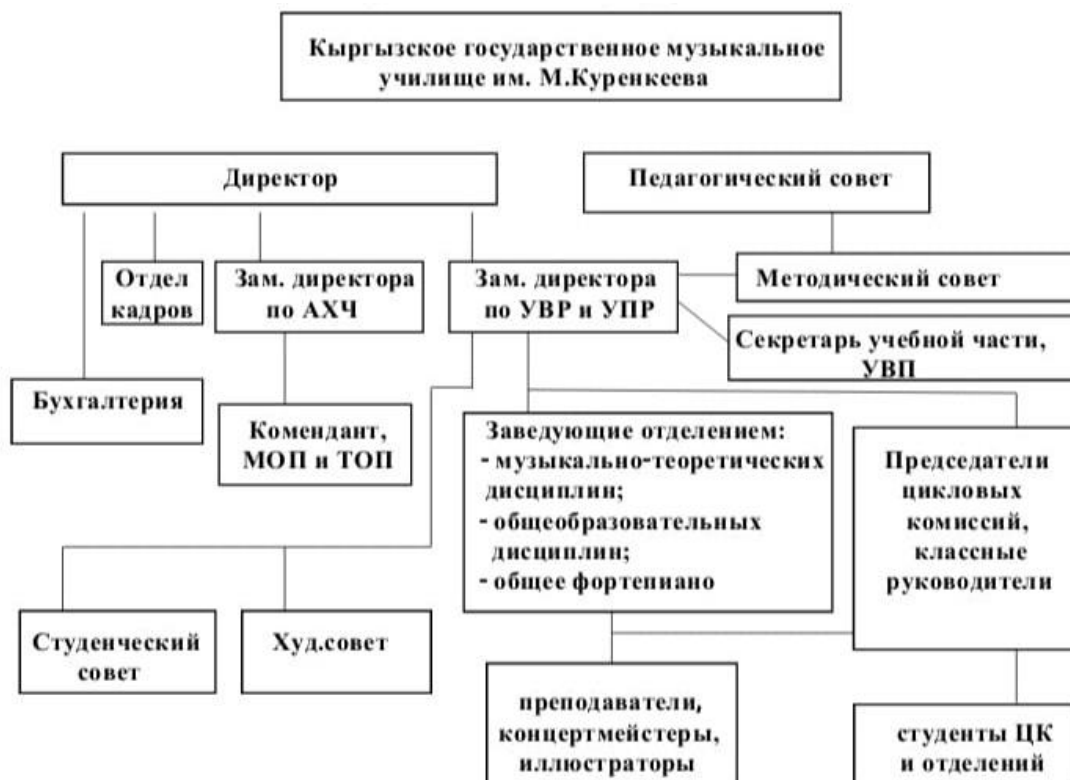 Кыргызское государственное музыкальное
училище им. М.Куренкеева
Директор
Педагогический совет
Отдел
кадров
Зам. директора
по АХЧ
Зам. директора
по УВР и УПР
Методический совет
Секретарь учебной части,
УВП
Бухгалтерия
Комендант,
МОП и ТОП
Заведующие отделением:
- музыкально-теоретических
дисциплин;
- общеобразовательных
дисциплин;
- общее фортепиано
Председатели
цикловых
комиссий,
классные
руководители
Студенческий
совет
Худ.совет
преподаватели,
концертмейстеры,
иллюстраторы
студенты ЦК
и отделений